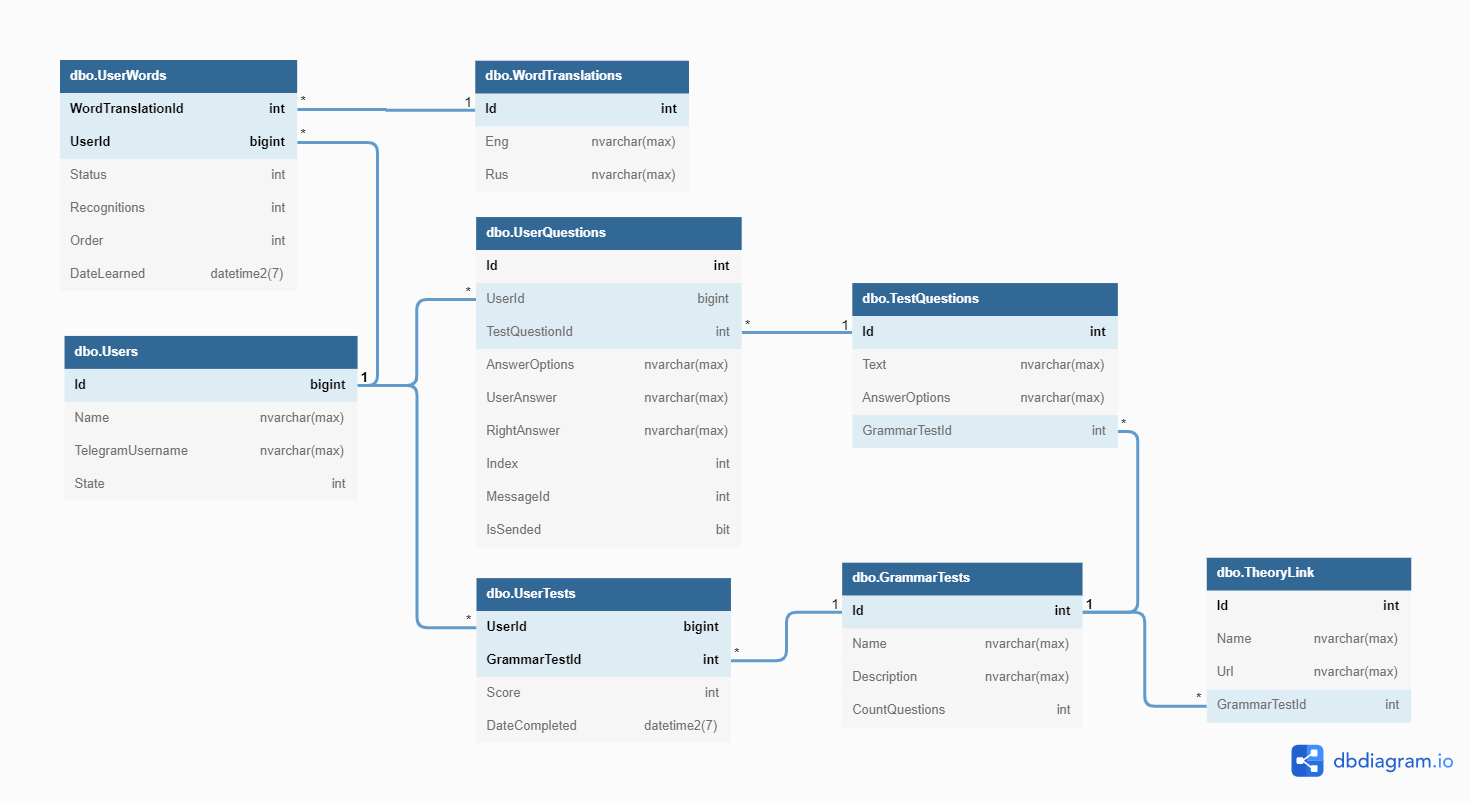 dbo.UserWords
WordTranslationId int
UserId bigint
Status int
Recognitions int
Order int
DateLearned datetime2(7)
*
*
1
dbo.WordTranslations
Id int
Eng nvarchar(max)
Rus nvarchar(max)
dbo.Users
Id bigint
Name nvarchar(max)
TelegramUsername nvarchar(max)
State int
1
*
dbo.UserQuestions
Id int
UserId bigint
TestQuestionId int
AnswerOptions nvarchar(max)
UserAnswer nvarchar(max)
RightAnswer nvarchar(max)
Index int
MessageId int
IsSended bit
*
1
dbo.TestQuestions
Id int
Text nvarchar(max)
AnswerOptions nvarchar(max)
GrammarTestId int
*
*
dbo.UserTests
UserId bigint
GrammarTestId int
Score int
DateCompleted datetime2(7)
*
1
dbo.GrammarTests
Id int
Name nvarchar(max)
Description nvarchar(max)
CountQuestions int
1
*
dbo.TheoryLink
Id int
Name nvarchar(max)
Url nvarchar(max)
GrammarTestId int
dbdiagram.io